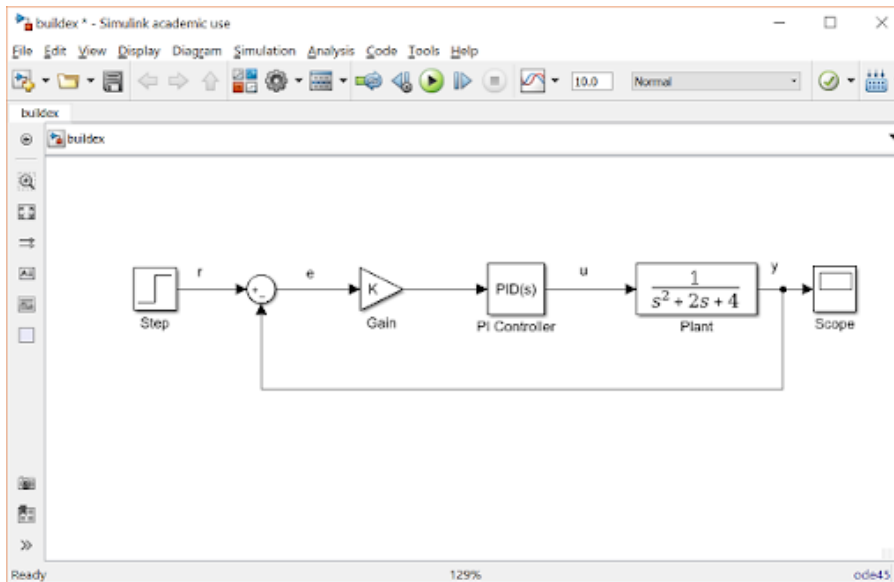 buildex * - Simulink academic use
File Edit View Display Diagram Simulation Analysis Code Tools Help
10.0 Normal
buildex
buildex
r e u y
+ - K PID(s) 1
s² + 2s + 4
Step Gain PI Controller Plant Scope
Ready 129% ode45